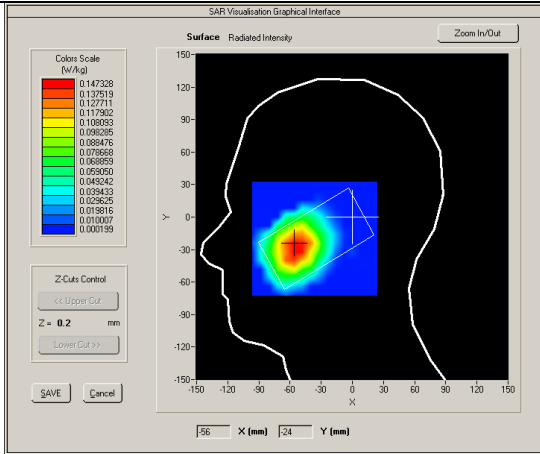 SAR Visualisation Graphical Interface
Surface Radiated Intensity
Zoom In/Out
Colors Scale
(W/kg)
0.147328
0.137519
0.127711
0.117902
0.108093
0.098285
0.088476
0.078668
0.068859
0.059050
0.049242
0.039433
0.029625
0.019816
0.010007
0.000199
Z-Cuts Control
<< Upper Cut
Z = 0.2 mm
Lower Cut >>
SAVE Cancel
150-
120-
90-
60-
30-
0-
-30-
-60-
-90-
-120-
-150-
Y
-150 -120 -90 -60 -30 0 30 60 90 120 150
X
-56 X (mm) -24 Y (mm)